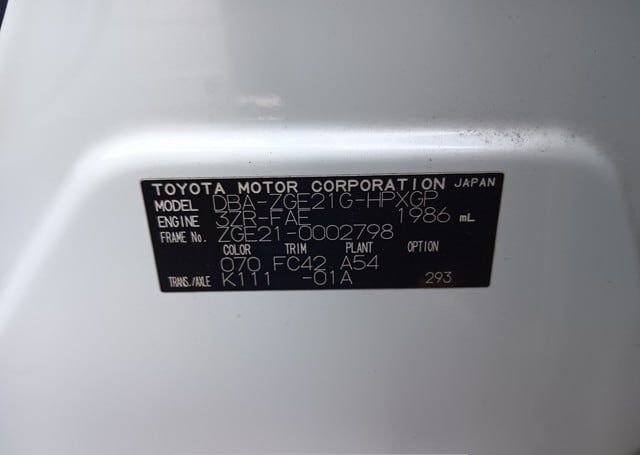 TOYOTA MOTOR CORPORATION JAPAN
MODEL DBA-ZGE21G-HPXGP
ENGINE 3ZR-FAE 1986 mL
FRAME No. ZGE21-0002798
COLOR TRIM PLANT OPTION
070 FC42 A54
TRANS./AXLE K111 -01A 293